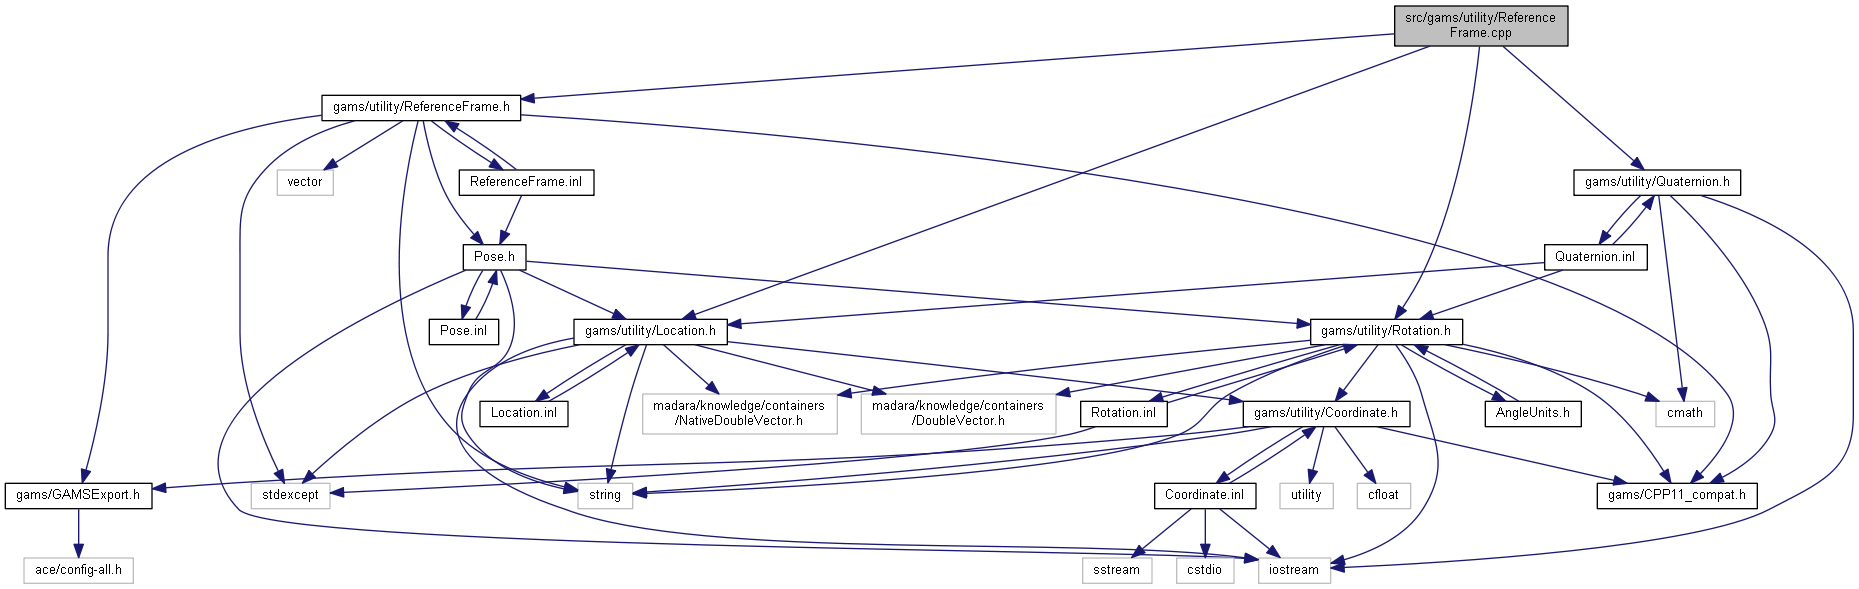 src/gams/utility/Reference
Frame.cpp
gams/utility/ReferenceFrame.h
vector
ReferenceFrame.inl
gams/utility/Quaternion.h
Pose.h
Quaternion.inl
Pose.inl
gams/utility/Location.h
gams/utility/Rotation.h
Location.inl
madara/knowledge/containers
/NativeDoubleVector.h
madara/knowledge/containers
/DoubleVector.h
Rotation.inl
gams/utility/Coordinate.h
AngleUnits.h
cmath
gams/GAMSExport.h
stdexcept
string
Coordinate.inl
utility
cfloat
gams/CPP11_compat.h
ace/config-all.h
sstream
cstdio
iostream